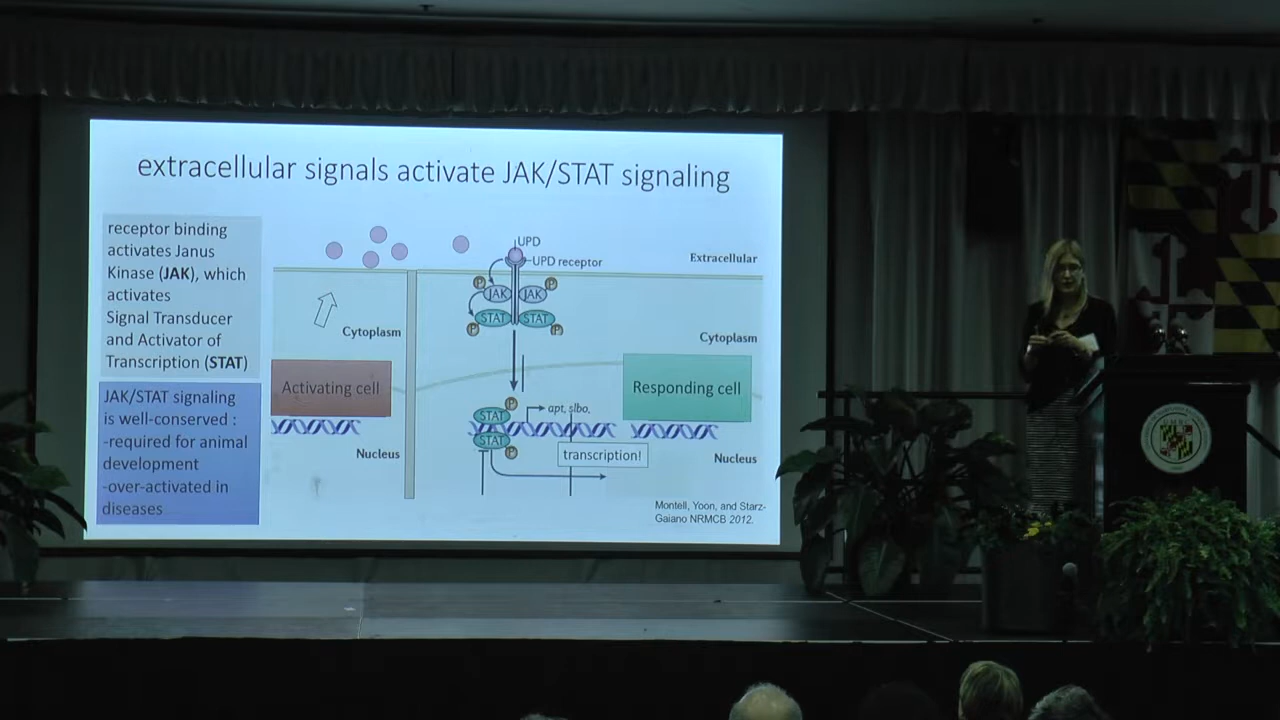 extracellular signals activate JAK/STAT signaling
receptor binding
activates Janus
Kinase (JAK), which
activates
Signal Transducer
and Activator of
Transcription (STAT)
JAK/STAT signaling
is well-conserved :
-required for animal
development
-over-activated in
diseases
UPD
UPD receptor
Extracellular
P
P
JAK
JAK
STAT
STAT
P
P
Cytoplasm
Cytoplasm
Activating cell
Responding cell
P
STAT
apt, slbo,
STAT
P
transcription!
Nucleus
Nucleus
Montell, Yoon, and Starz-
Gaiano NRMCB 2012.